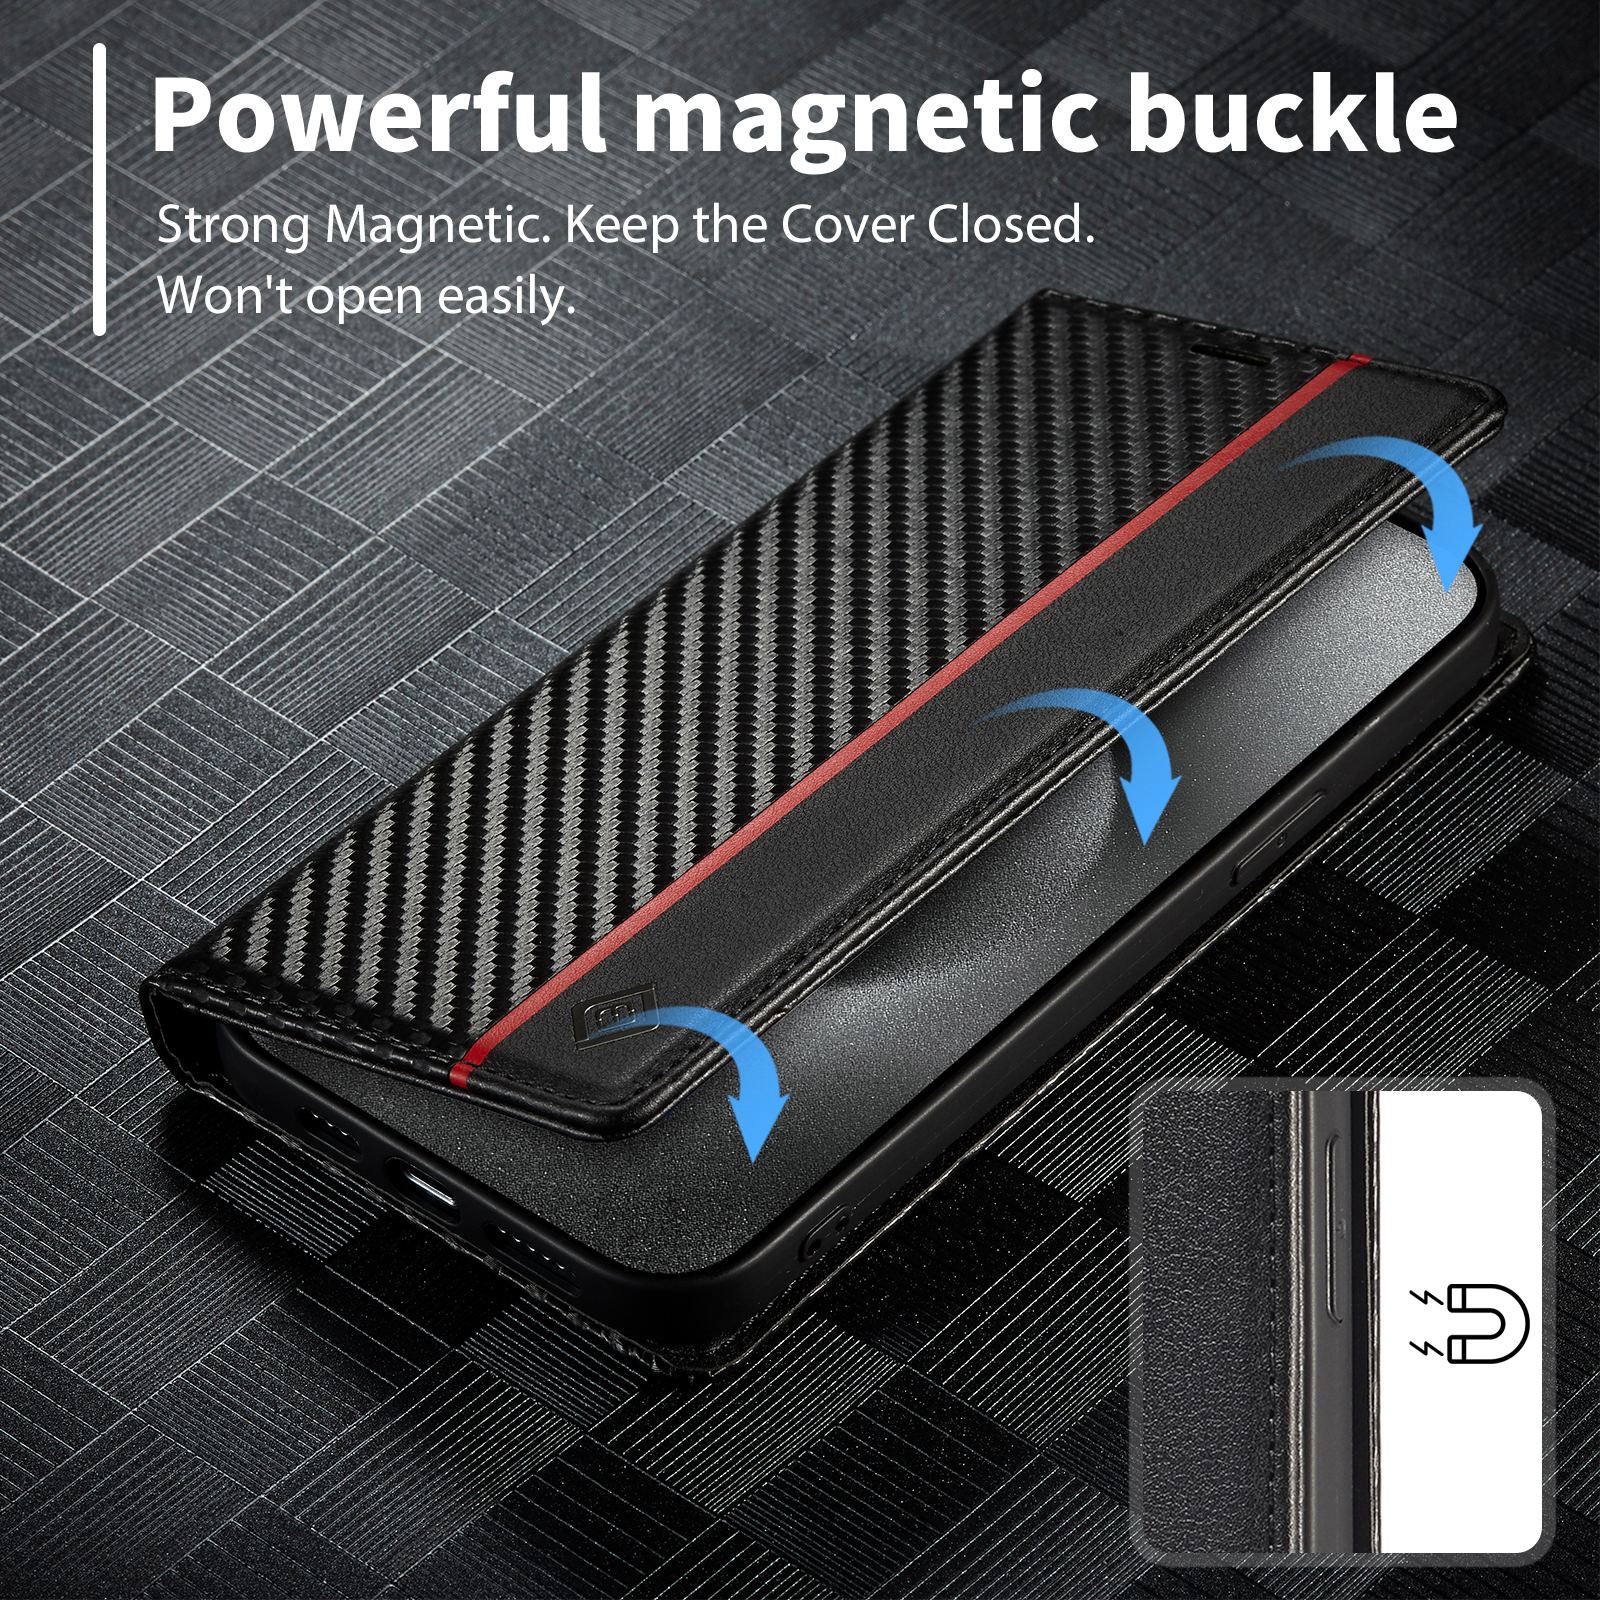 Powerful magnetic buckle
Strong Magnetic. Keep the Cover Closed.
Won't open easily.